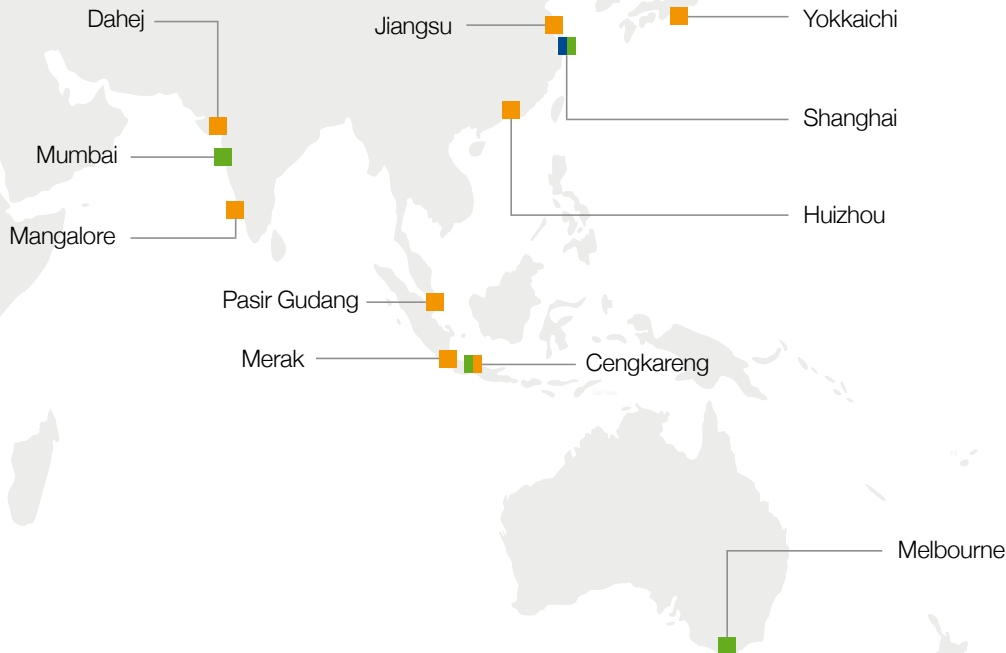 Dahej
Jiangsu
Yokkaichi
Shanghai
Mumbai
Huizhou
Mangalore
Pasir Gudang
Merak
Cengkareng
Melbourne